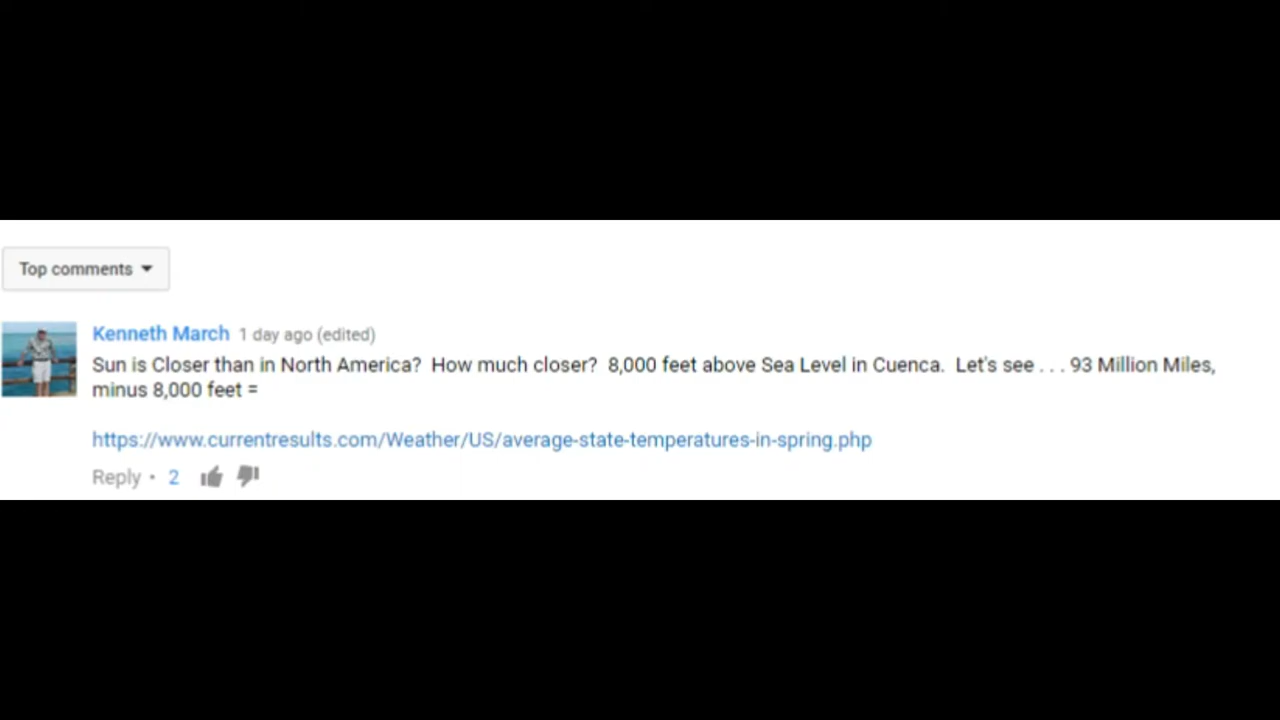 Top comments
Kenneth March 1 day ago (edited)
Sun is Closer than in North America? How much closer? 8,000 feet above Sea Level in Cuenca. Let's see . . . 93 Million Miles,
minus 8,000 feet =
https://www.currentresults.com/Weather/US/average-state-temperatures-in-spring.php
Reply • 2